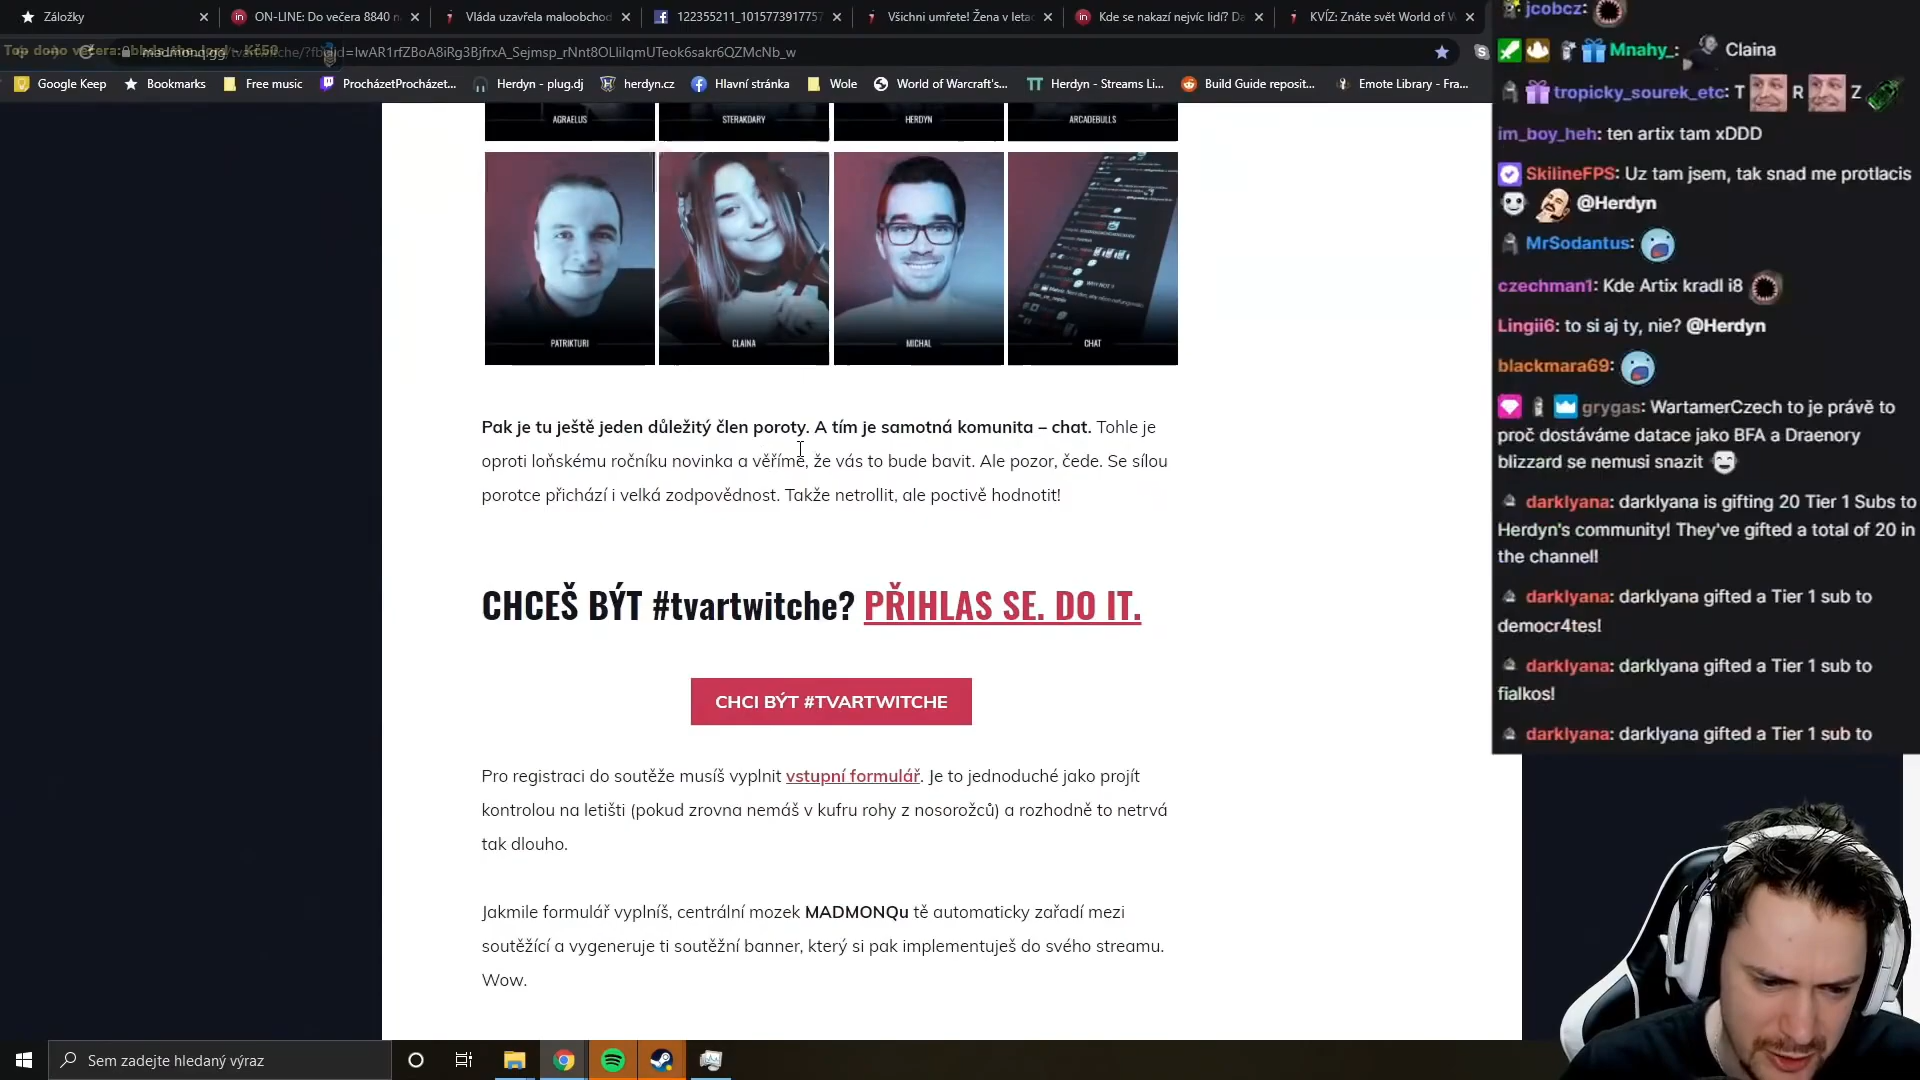 Záložky
ON-LINE: Do večera 8840 n
Vláda uzavřela maloobchod
122355211_1015773917757
Všichni umřete! Žena v leta
Kde se nakazí nejvíc lidí? Da
KVÍZ: Znáte svět World of W
Google Keep
Bookmarks
Free music
ProcházetProcházet...
Herdyn - plug.dj
herdyn.cz
Hlavní stránka
Wole
World of Warcraft's...
Herdyn - Streams Li...
Build Guide reposit...
Emote Library - Fra...
AGRAELUS
STERAKDARY
HERDYN
ARCADEBULLS
PATRIKTURI
CLAINA
MICHAL
CHAT
Pak je tu ještě jeden důležitý člen poroty. A tím je samotná komunita – chat. Tohle je
oproti loňskému ročníku novinka a věříme, že vás to bude bavit. Ale pozor, čede. Se sílou
porotce přichází i velká zodpovědnost. Takže netrollit, ale poctivě hodnotit!
CHCEŠ BÝT #tvartwitche? PŘIHLAS SE. DO IT.
CHCI BÝT #TVARTWITCHE
Pro registraci do soutěže musíš vyplnit vstupní formulář. Je to jednoduché jako projít
kontrolou na letišti (pokud zrovna nemáš v kufru rohy z nosorožců) a rozhodně to netrvá
tak dlouho.
Jakmile formulář vyplníš, centrální mozek MADMONQu tě automaticky zařadí mezi
soutěžící a vygeneruje ti soutěžní banner, který si pak implementuješ do svého streamu.
Wow.
jcobcz:
Mnahy_: Claina
tropicky_sourek_etc: T R Z
im_boy_heh: ten artix tam xDDD
SkilineFPS: Uz tam jsem, tak snad me protlacis
@Herdyn
MrSodantus:
czechman1: Kde Artix kradl i8
Lingii6: to si aj ty, nie? @Herdyn
blackmara69:
grygas: WartamerCzech to je právě to
proč dostáváme datace jako BFA a Draenory
blizzard se nemusi snazit
darklyana: darklyana is gifting 20 Tier 1 Subs to
Herdyn's community! They've gifted a total of 20 in
the channel!
darklyana: darklyana gifted a Tier 1 sub to
democr4tes!
darklyana: darklyana gifted a Tier 1 sub to
fialkos!
darklyana: darklyana gifted a Tier 1 sub to
Sem zadejte hledaný výraz